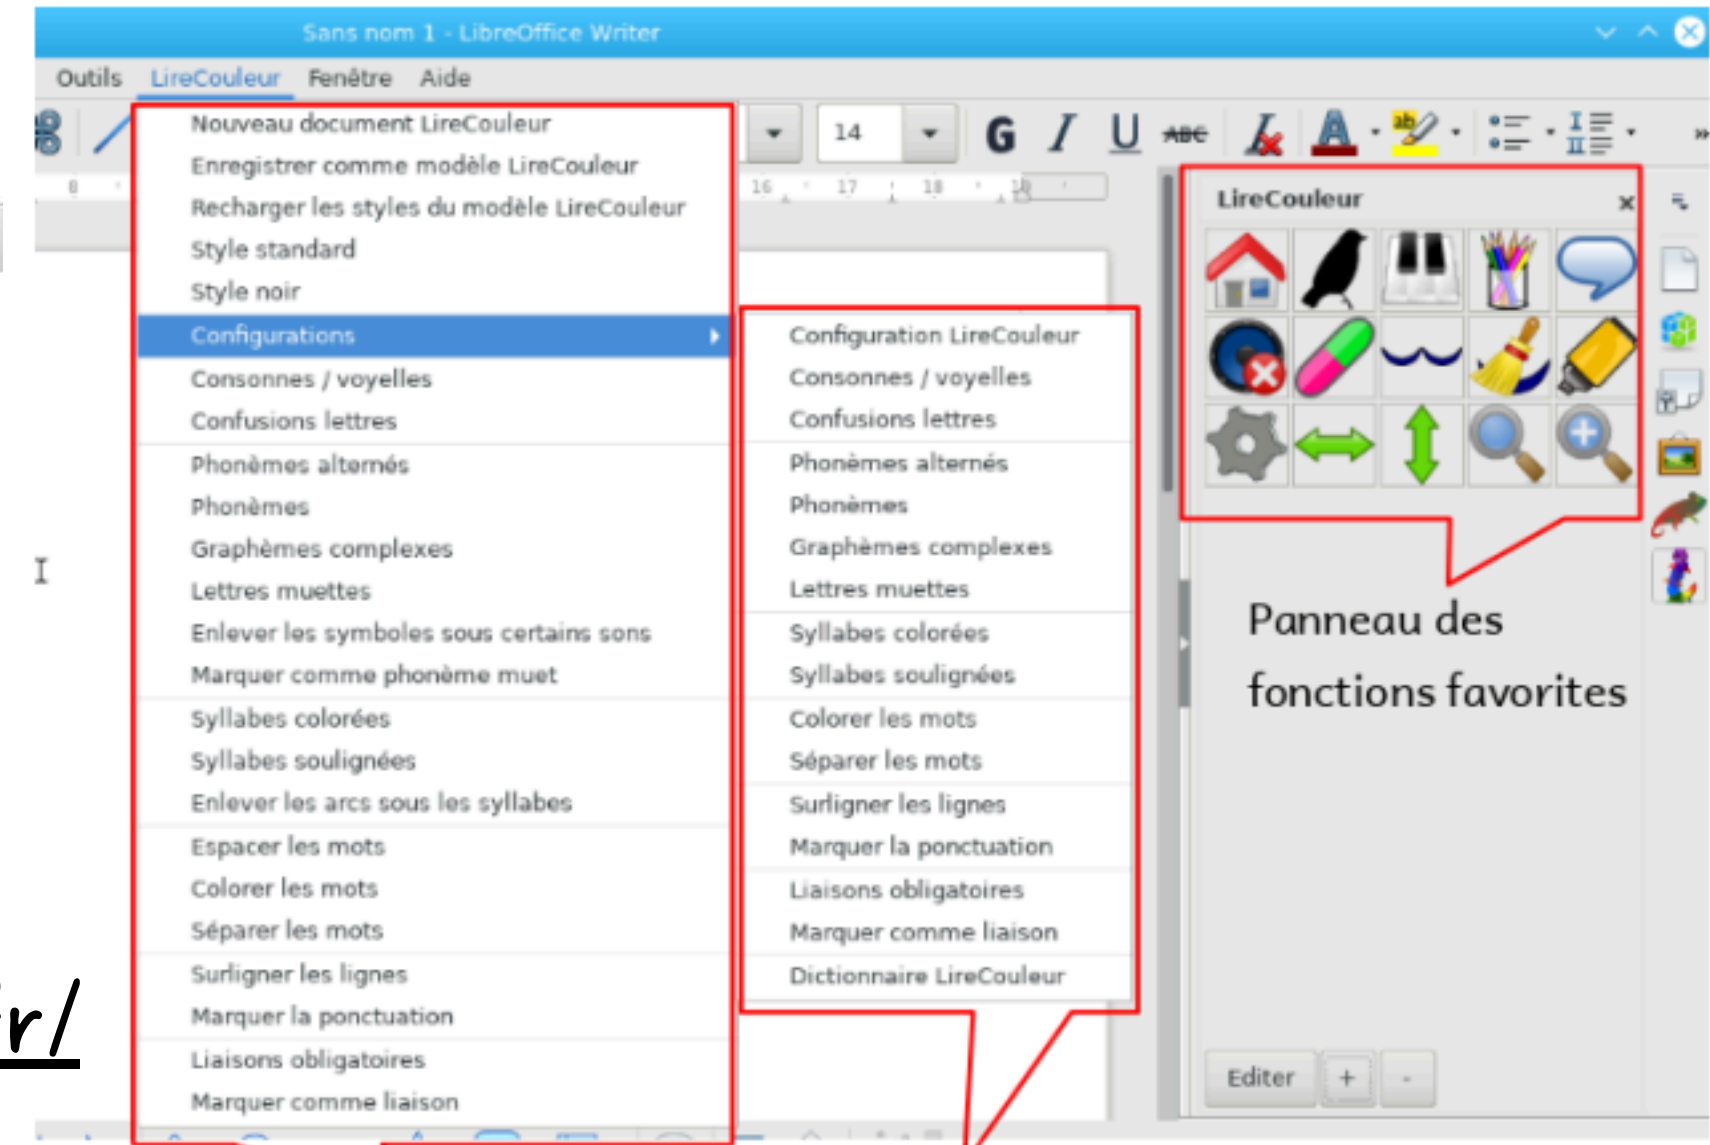 Sans nom 1 - LibreOffice Writer
Outils LireCouleur Fenêtre Aide
14
G I U ABC
8 16 17 18 19
Nouveau document LireCouleur
Enregistrer comme modèle LireCouleur
Recharger les styles du modèle LireCouleur
Style standard
Style noir
Configurations
Consonnes / voyelles
Confusions lettres
Phonèmes alternés
Phonèmes
Graphèmes complexes
Lettres muettes
Enlever les symboles sous certains sons
Marquer comme phonème muet
Syllabes colorées
Syllabes soulignées
Enlever les arcs sous les syllabes
Espacer les mots
Colorer les mots
Séparer les mots
Surligner les lignes
Marquer la ponctuation
Liaisons obligatoires
Marquer comme liaison
Configuration LireCouleur
Consonnes / voyelles
Confusions lettres
Phonèmes alternés
Phonèmes
Graphèmes complexes
Lettres muettes
Syllabes colorées
Syllabes soulignées
Colorer les mots
Séparer les mots
Surligner les lignes
Marquer la ponctuation
Liaisons obligatoires
Marquer comme liaison
Dictionnaire LireCouleur
LireCouleur
Panneau des
fonctions favorites
Editer + -
r/